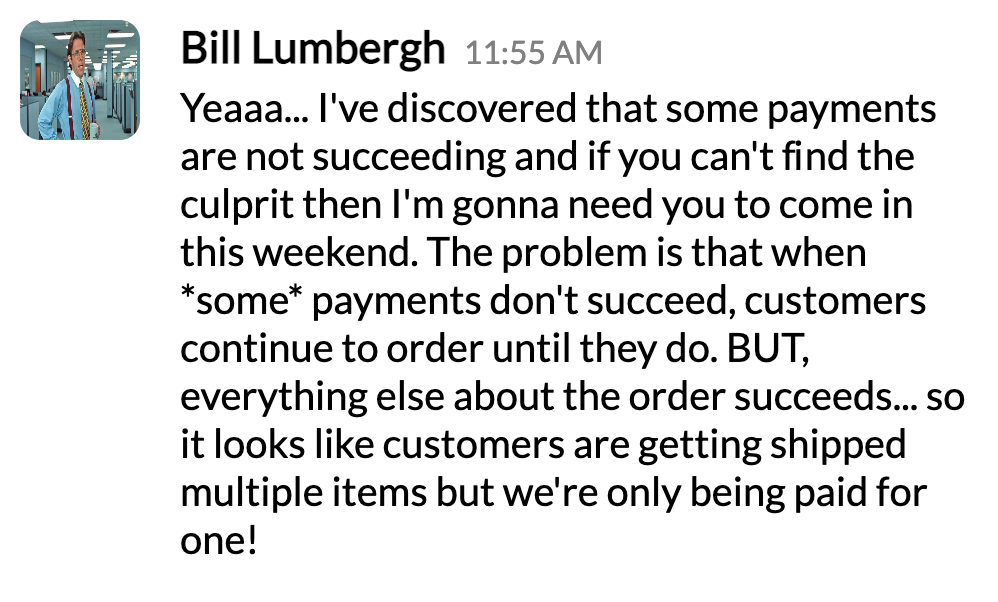 Bill Lumbergh 11:55 AM
Yeaaa... I've discovered that some payments
are not succeeding and if you can't find the
culprit then I'm gonna need you to come in
this weekend. The problem is that when
*some* payments don't succeed, customers
continue to order until they do. BUT,
everything else about the order succeeds... so
it looks like customers are getting shipped
multiple items but we're only being paid for
one!